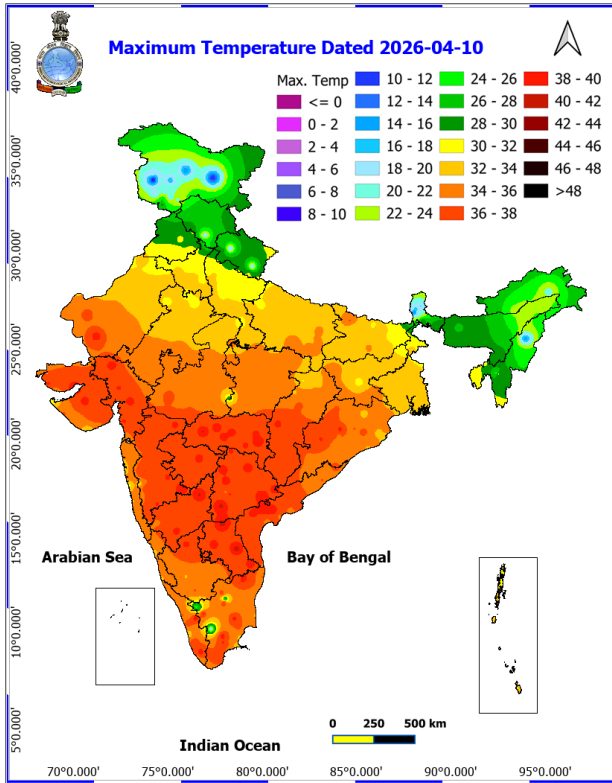 Maximum Temperature Dated 2026-04-10
Max. Temp
<= 0
0 - 2
2 - 4
4 - 6
6 - 8
8 - 10
10 - 12
12 - 14
14 - 16
16 - 18
18 - 20
20 - 22
22 - 24
24 - 26
26 - 28
28 - 30
30 - 32
32 - 34
34 - 36
36 - 38
38 - 40
40 - 42
42 - 44
44 - 46
46 - 48
>48
40°0.000'
35°0.000'
30°0.000'
25°0.000'
20°0.000'
15°0.000'
10°0.000'
5°0.000'
Arabian Sea
Bay of Bengal
0 250 500 km
Indian Ocean
70°0.000' 75°0.000' 80°0.000' 85°0.000' 90°0.000' 95°0.000'